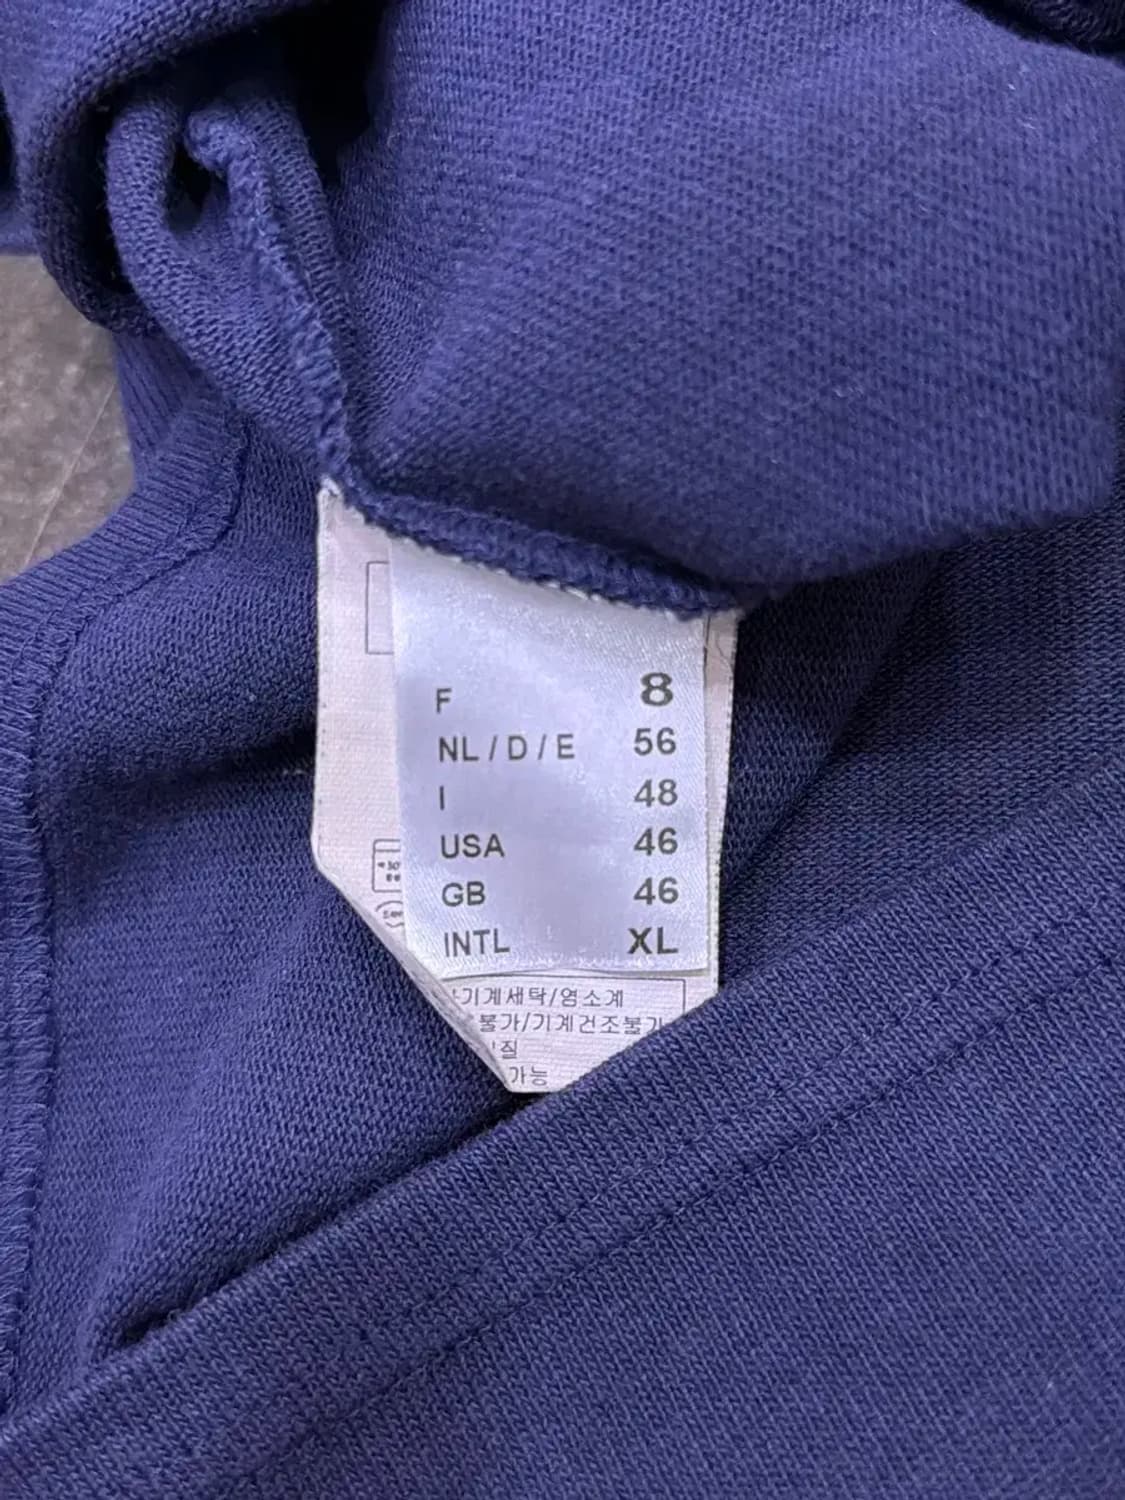 F 8
NL / D / E 56
I 48
USA 46
GB 46
INTL XL
기계세탁/염소계
불가/기계건조불가
질
가능